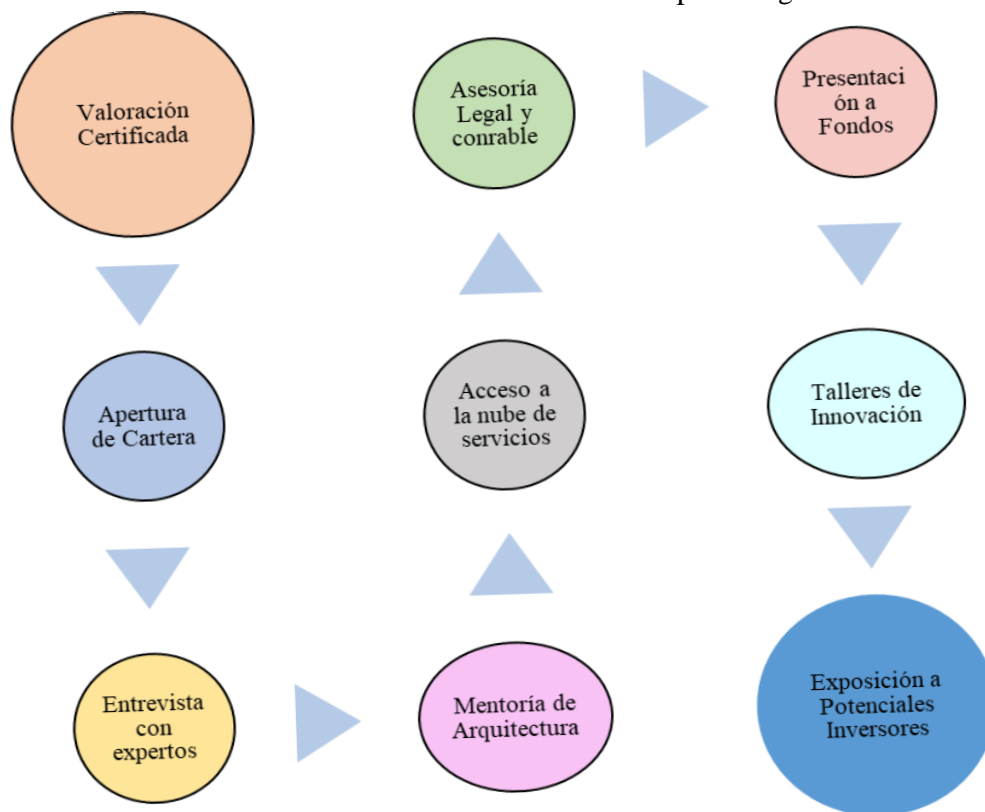 Valoración
Certificada
Apertura
de Cartera
Entrevista
con
expertos
Mentoría de
Arquitectura
Acceso a
la nube de
servicios
Asesoría
Legal y
conrable
Presentaci
ón a
Fondos
Talleres de
Innovación
Exposición a
Potenciales
Inversores